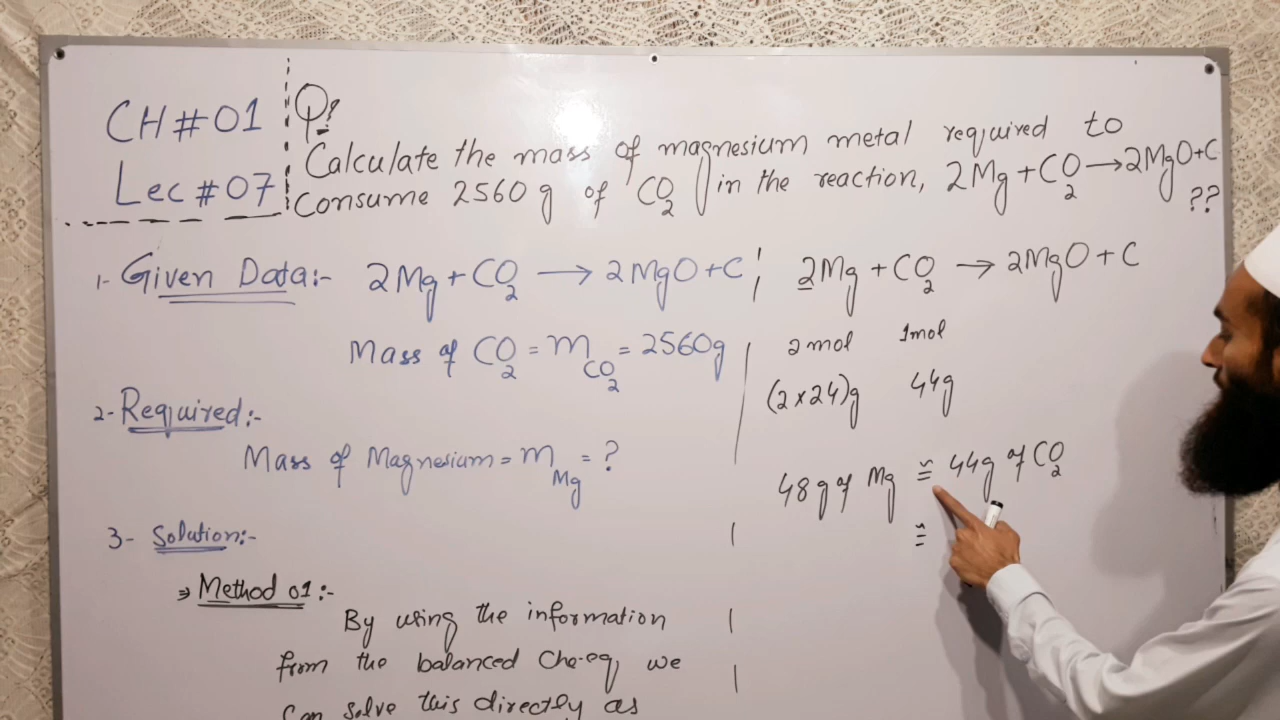 CH#01
Lec#07
Q?
Calculate the mass of magnesium metal required to
Consume 2560 g of CO₂ in the reaction, 2Mg+CO₂→2MgO+C
??
1- Given Data:- 2Mg+CO₂ → 2MgO+C
Mass of CO₂ = m_CO₂ = 2560g
2- Required:-
Mass of Magnesium = m_Mg = ?
3- Solution:-
⇒ Method 01:-
By using the information
from the balanced Che-eq, we
Can solve this directly as
; 2Mg + CO₂ → 2MgO + C
2 mol 1mol
(2×24)g 44g
48g of Mg ≅ 44g of CO₂
≅